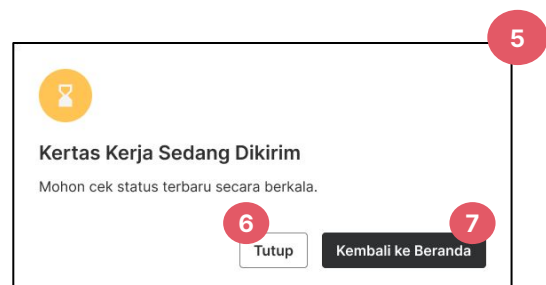 5
Kertas Kerja Sedang Dikirim
Mohon cek status terbaru secara berkala.
6
7
Tutup
Kembali ke Beranda